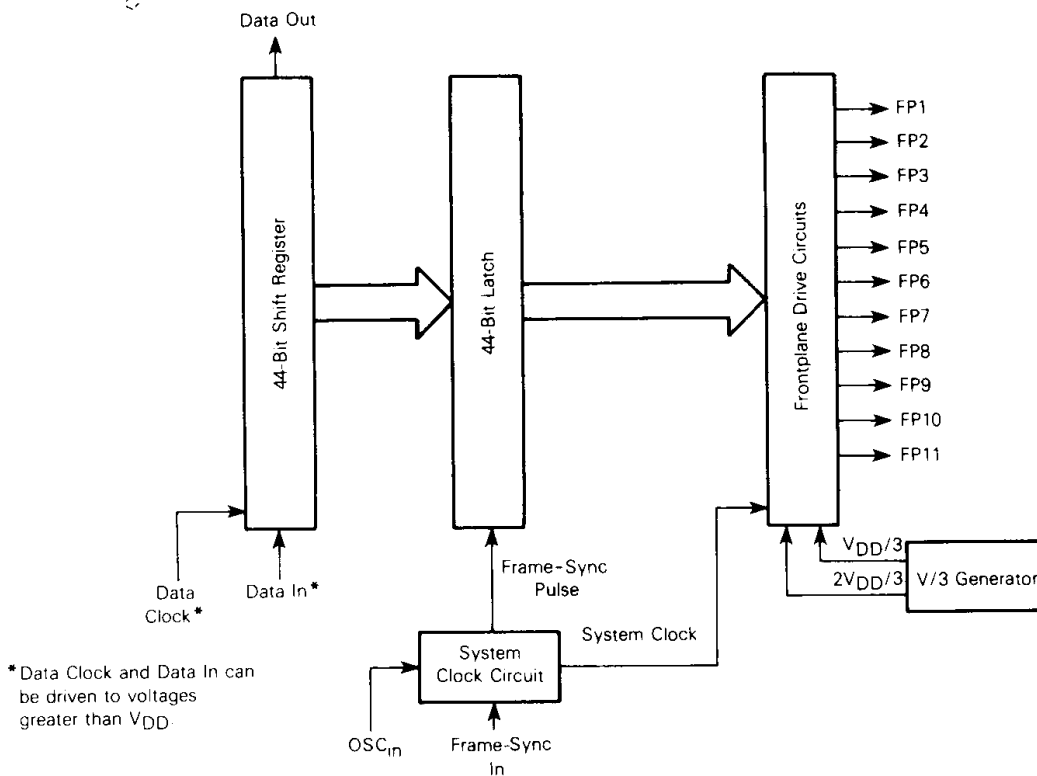 Data Out
44-Bit Shift Register
44-Bit Latch
Frontplane Drive Circuits
FP1
FP2
FP3
FP4
FP5
FP6
FP7
FP8
FP9
FP10
FP11
Data
Clock*
Data In*
Frame-Sync
Pulse
System Clock
VDD/3
2VDD/3
V/3 Generator
System
Clock Circuit
OSCin
Frame-Sync
In
*Data Clock and Data In can
be driven to voltages
greater than VDD.